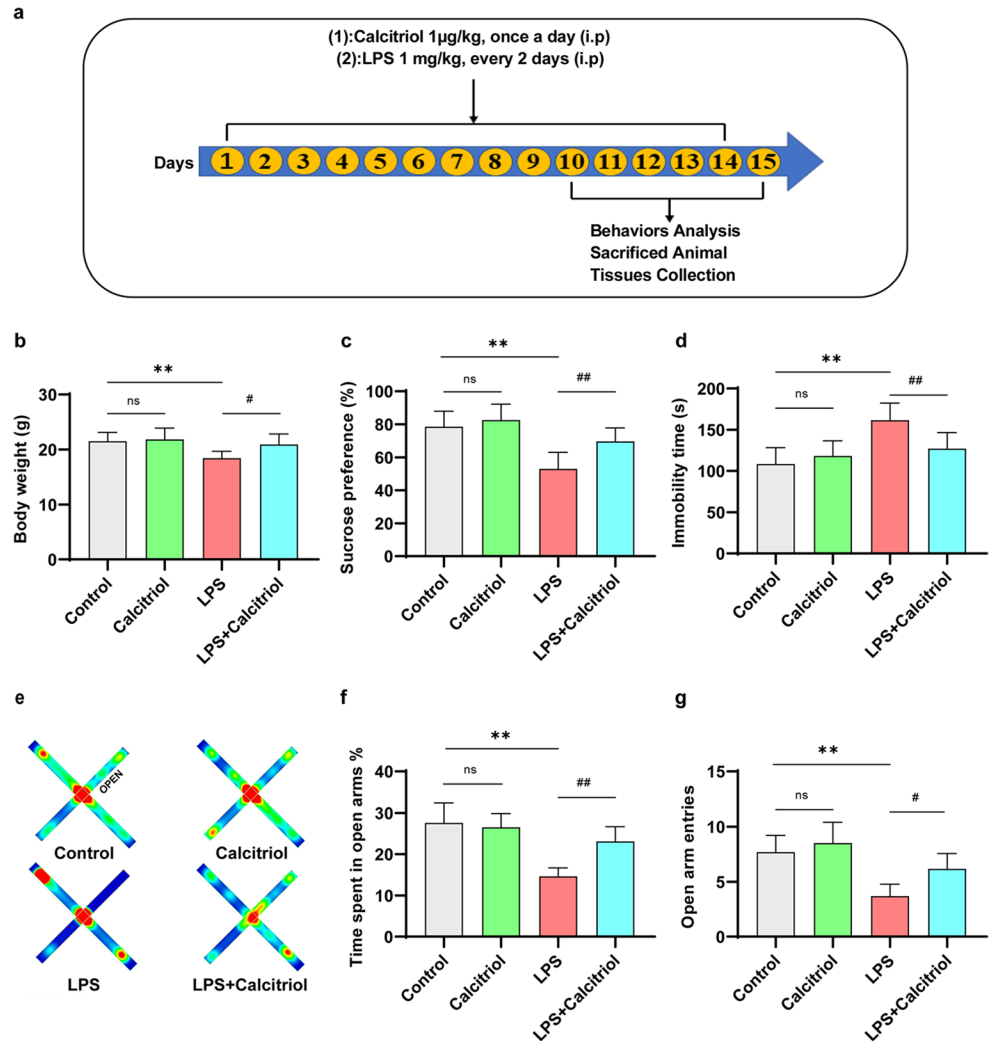 a
(1):Calcitriol 1µg/kg, once a day (i.p)
(2):LPS 1 mg/kg, every 2 days (i.p)
Days 1 2 3 4 5 6 7 8 9 10 11 12 13 14 15
Behaviors Analysis
Sacrificed Animal
Tissues Collection
b
Body weight (g)
30
20
10
0
**
ns
#
Control
Calcitriol
LPS
LPS+Calcitriol
c
Sucrose preference (%)
100
80
60
40
20
0
**
ns
##
Control
Calcitriol
LPS
LPS+Calcitriol
d
Immobility time (s)
200
150
100
50
0
**
ns
##
Control
Calcitriol
LPS
LPS+Calcitriol
e
OPEN
Control
Calcitriol
LPS
LPS+Calcitriol
f
Time spent in open arms %
40
30
20
10
0
**
ns
##
Control
Calcitriol
LPS
LPS+Calcitriol
g
Open arm entries
15
10
5
0
**
ns
#
Control
Calcitriol
LPS
LPS+Calcitriol